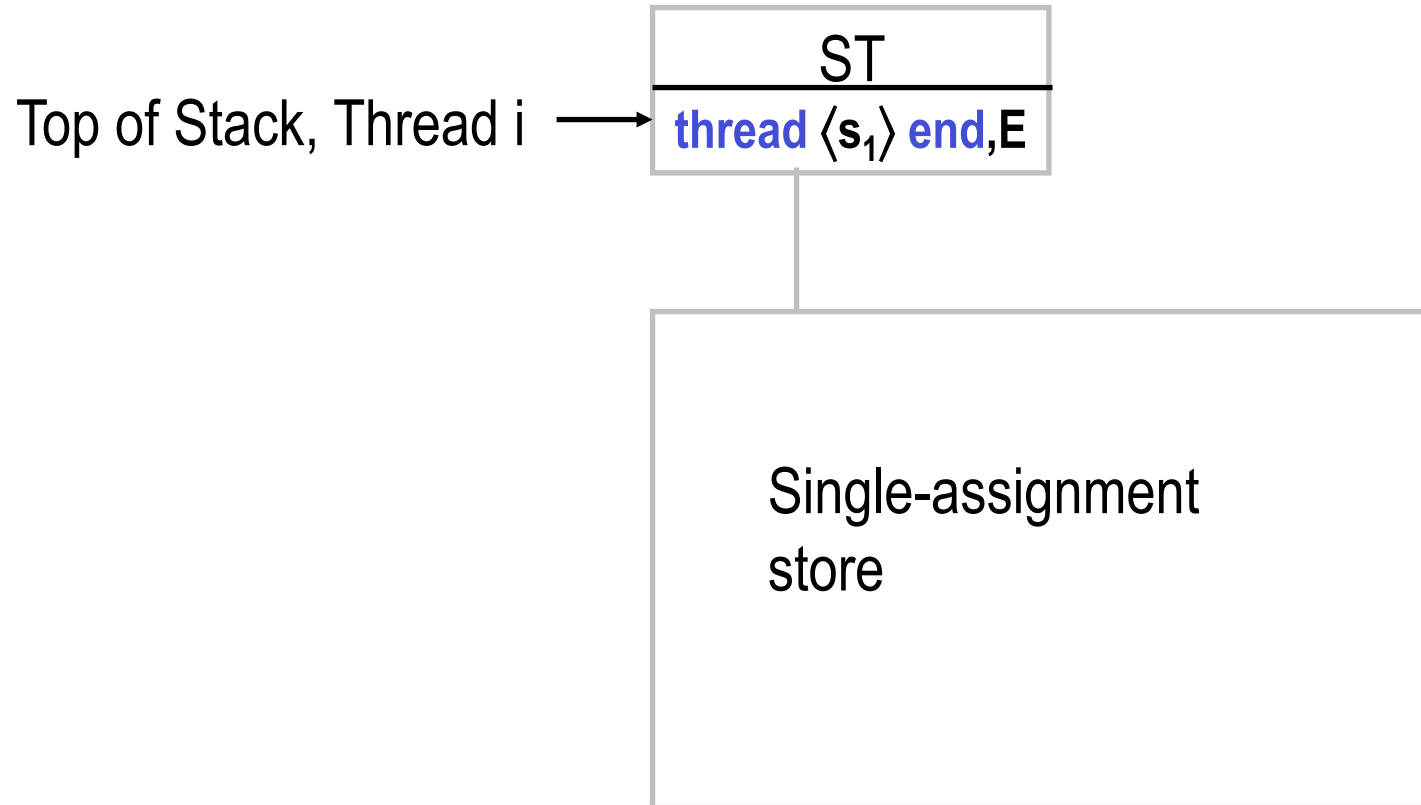 ST
Top of Stack, Thread i
thread ⟨s₁⟩ end,E
Single-assignment
store